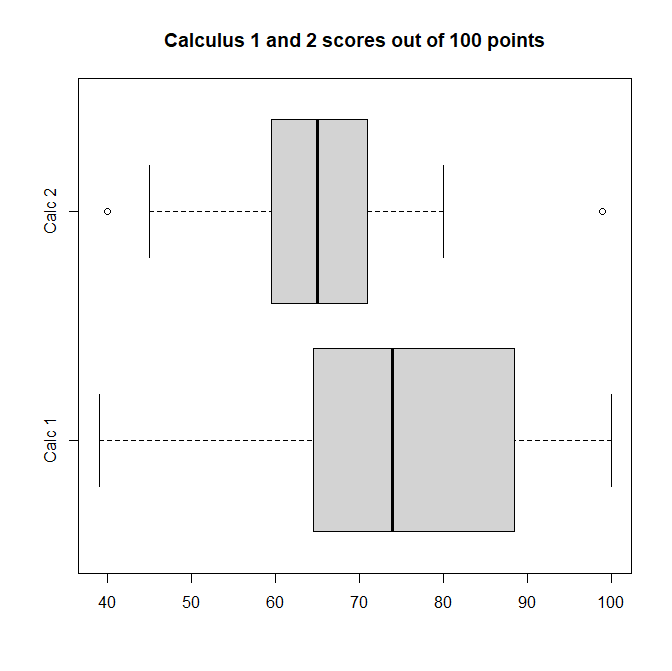 Calculus 1 and 2 scores out of 100 points
Calc 2
Calc 1
40 50 60 70 80 90 100